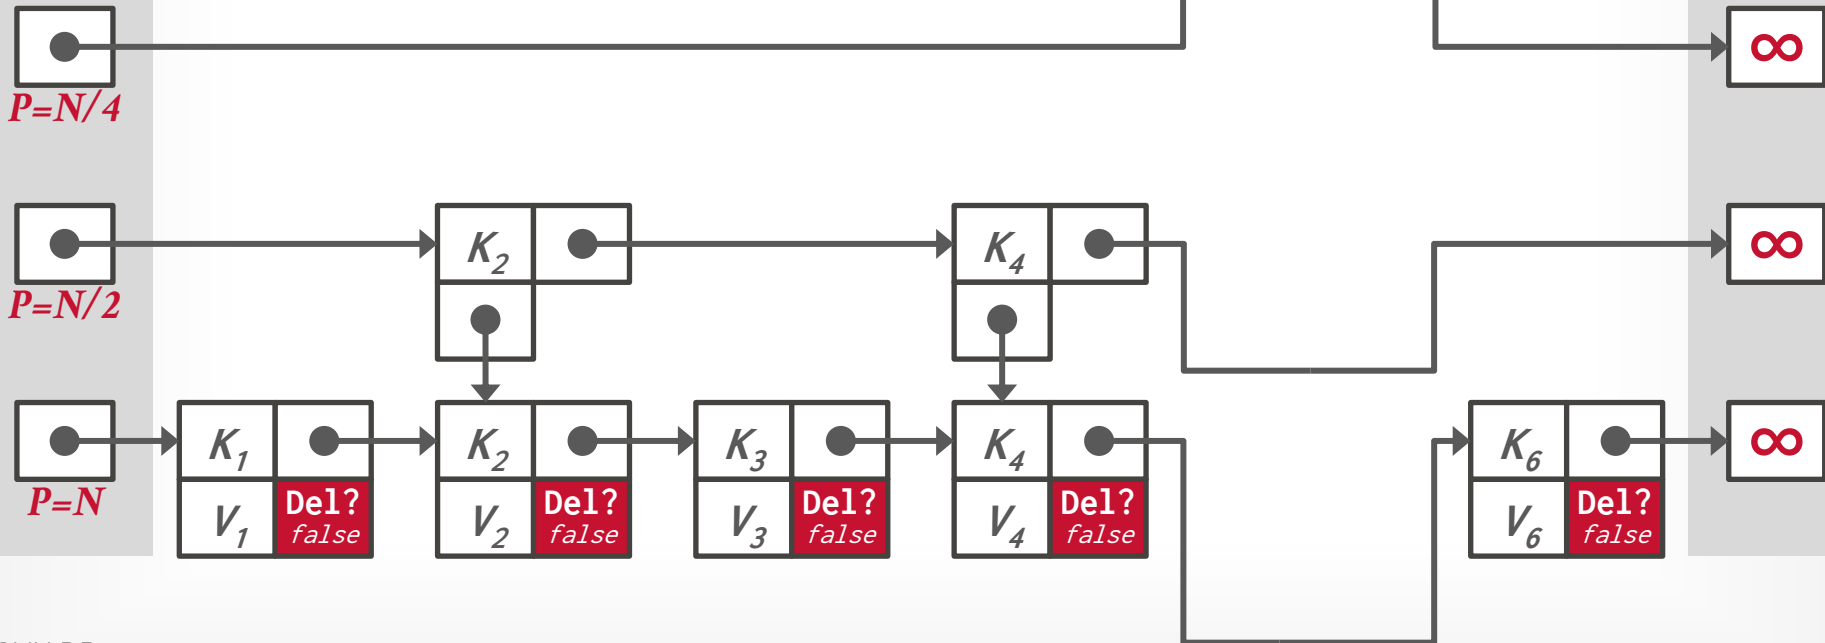 ∞
P=N/4
K2 K4 ∞
P=N/2
K1 K2 K3 K4 K6 ∞
P=N
V1 Del? V2 Del? V3 Del? V4 Del? V6 Del?
false false false false false